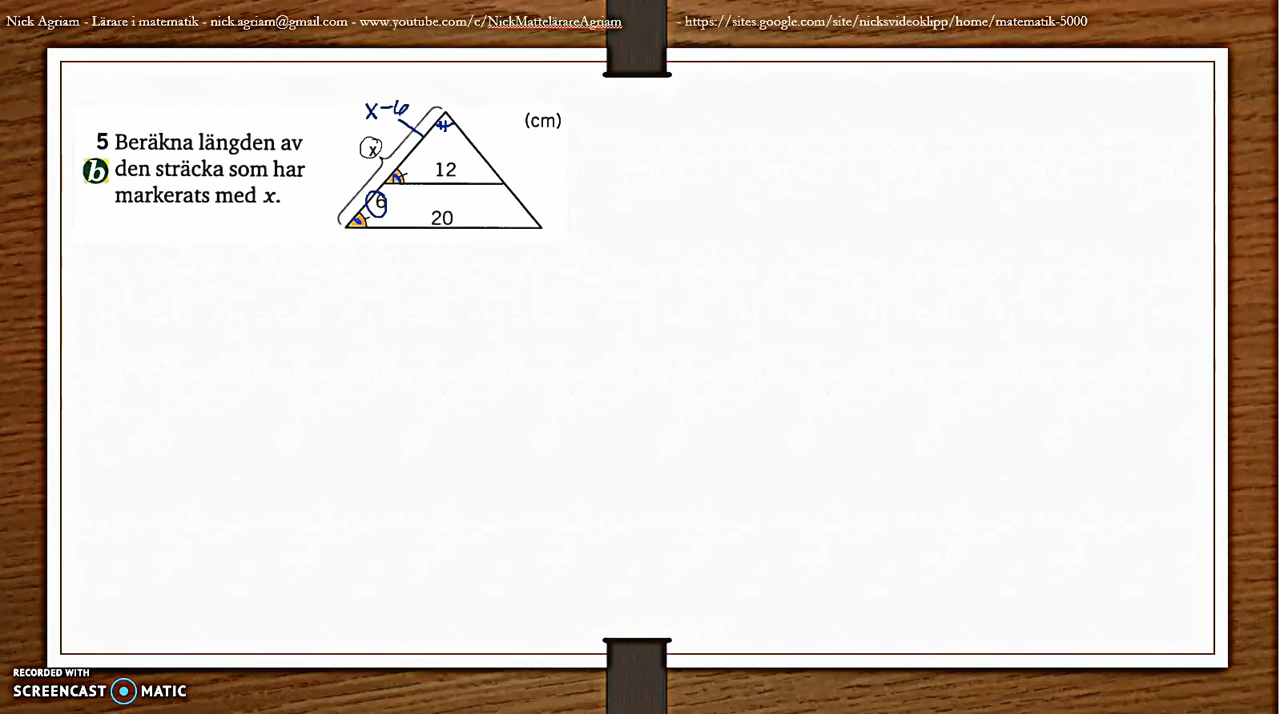 Nick Agriam - Lärare i matematik - nick.agriam@gmail.com - www.youtube.com/c/NickMattelärareAgriam - https://sites.google.com/site/nicksvideoklipp/home/matematik-5000
x-6
(cm)
5 Beräkna längden av
b den sträcka som har
markerats med x.
x
12
6
20
RECORDED WITH
SCREENCAST MATIC